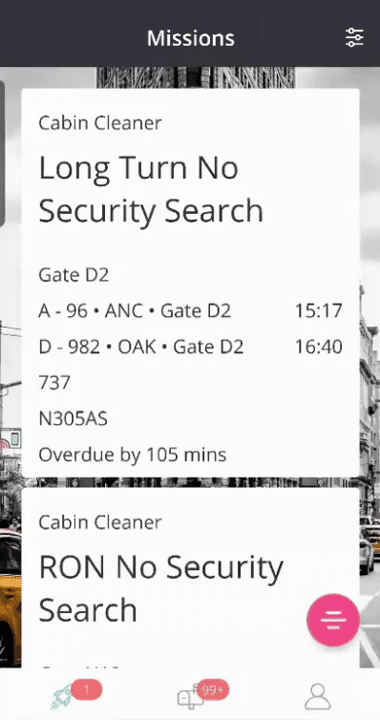 Missions
Cabin Cleaner
Long Turn No
Security Search
Gate D2
A - 96 • ANC • Gate D2 15:17
D - 982 • OAK • Gate D2 16:40
737
N305AS
Overdue by 105 mins
Cabin Cleaner
RON No Security
Search
1
99+